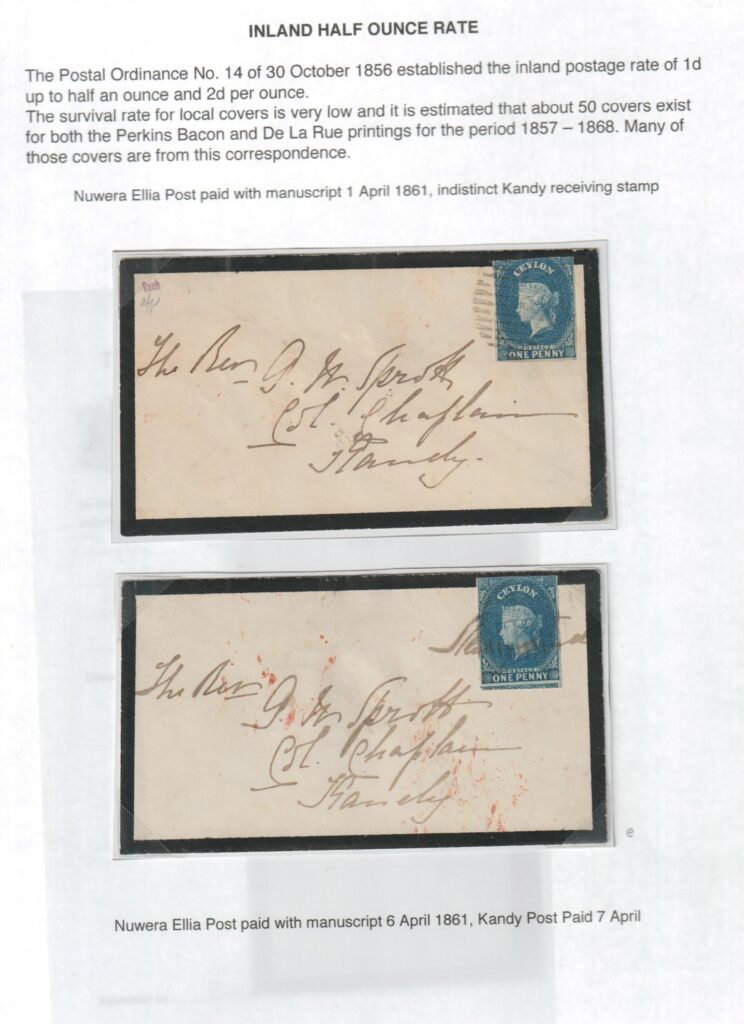 INLAND HALF OUNCE RATE
The Postal Ordinance No. 14 of 30 October 1856 established the inland postage rate of 1d
up to half an ounce and 2d per ounce.
The survival rate for local covers is very low and it is estimated that about 50 covers exist
for both the Perkins Bacon and De La Rue printings for the period 1857 – 1868. Many of
those covers are from this correspondence.
Nuwera Ellia Post paid with manuscript 1 April 1861, indistinct Kandy receiving stamp
CEYLON
POSTAGE
ONE PENNY
The Rev G. W. Sprott
Col. Chaplain
Kandy.
CEYLON
POSTAGE
ONE PENNY
The Rev G. W. Sprott
Col. Chaplain
Kandy
e
Nuwera Ellia Post paid with manuscript 6 April 1861, Kandy Post Paid 7 April